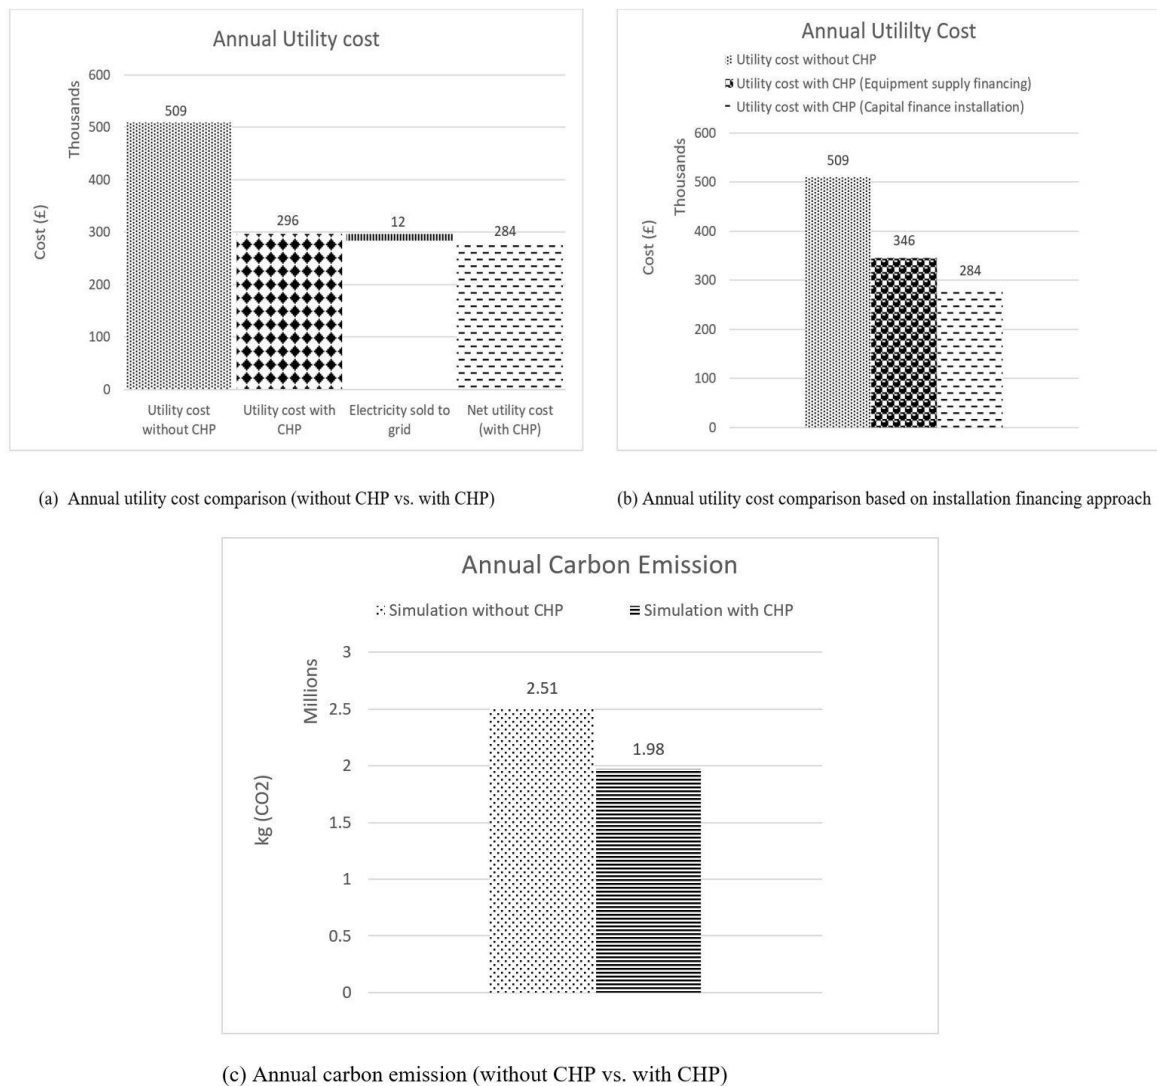 Annual Utility cost
Thousands
Cost (£)
600
500
400
300
200
100
0
509
296
12
284
Utility cost without CHP
Utility cost with CHP
Electricity sold to grid
Net utility cost (with CHP)
(a) Annual utility cost comparison (without CHP vs. with CHP)
Annual Utililty Cost
Utility cost without CHP
Utility cost with CHP (Equipment supply financing)
Utility cost with CHP (Capital finance installation)
Thousands
Cost (£)
600
500
400
300
200
100
0
509
346
284
(b) Annual utility cost comparison based on installation financing approach
Annual Carbon Emission
Simulation without CHP
Simulation with CHP
Millions
kg (CO2)
3
2.5
2
1.5
1
0.5
0
2.51
1.98
(c) Annual carbon emission (without CHP vs. with CHP)